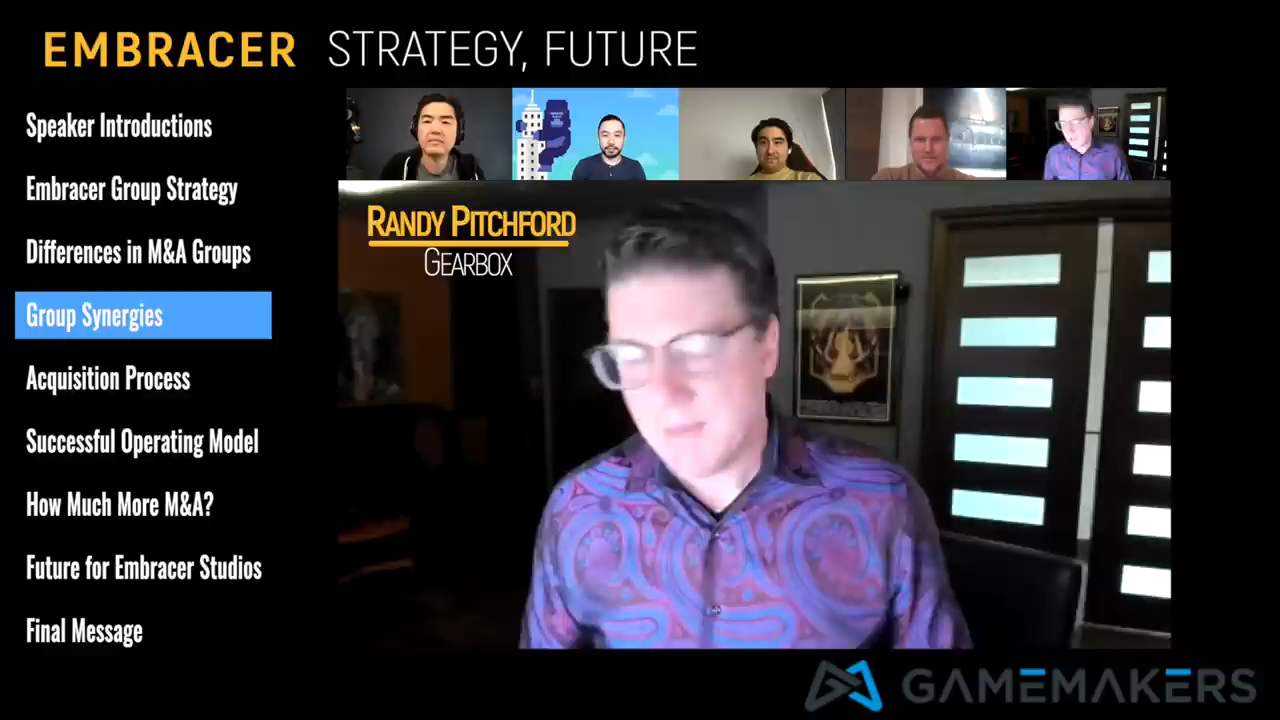 EMBRACER STRATEGY, FUTURE
Speaker Introductions
Embracer Group Strategy
Differences in M&A Groups
Group Synergies
Acquisition Process
Successful Operating Model
How Much More M&A?
Future for Embracer Studios
Final Message
RANDY PITCHFORD
GEARBOX
GAMEMAKERS